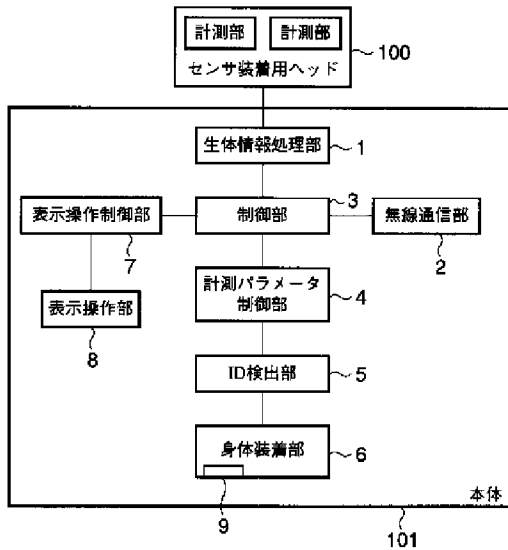 計測部 計測部
センサ装着用ヘッド
100
生体情報処理部
1
3
表示操作制御部
制御部
無線通信部
7
2
計測パラメータ
制御部
4
表示操作部
8
ID検出部
5
身体装着部
6
9
本体
101